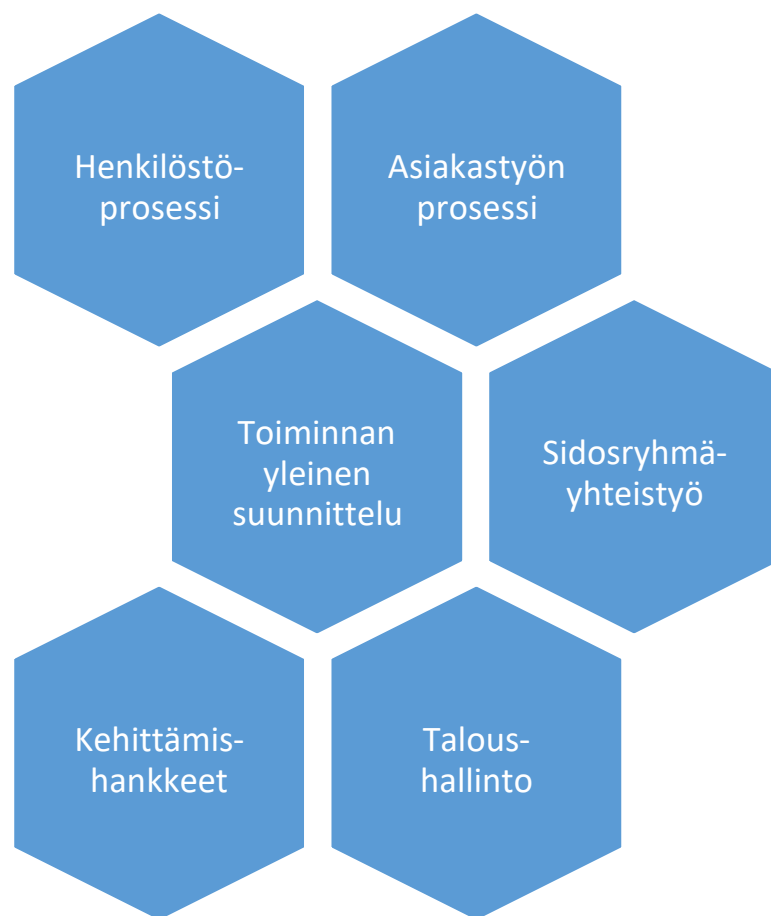 Henkilöstö-
prosessi
Asiakastyön
prosessi
Toiminnan
yleinen
suunnittelu
Sidosryhmä-
yhteistyö
Kehittämis-
hankkeet
Talous-
hallinto